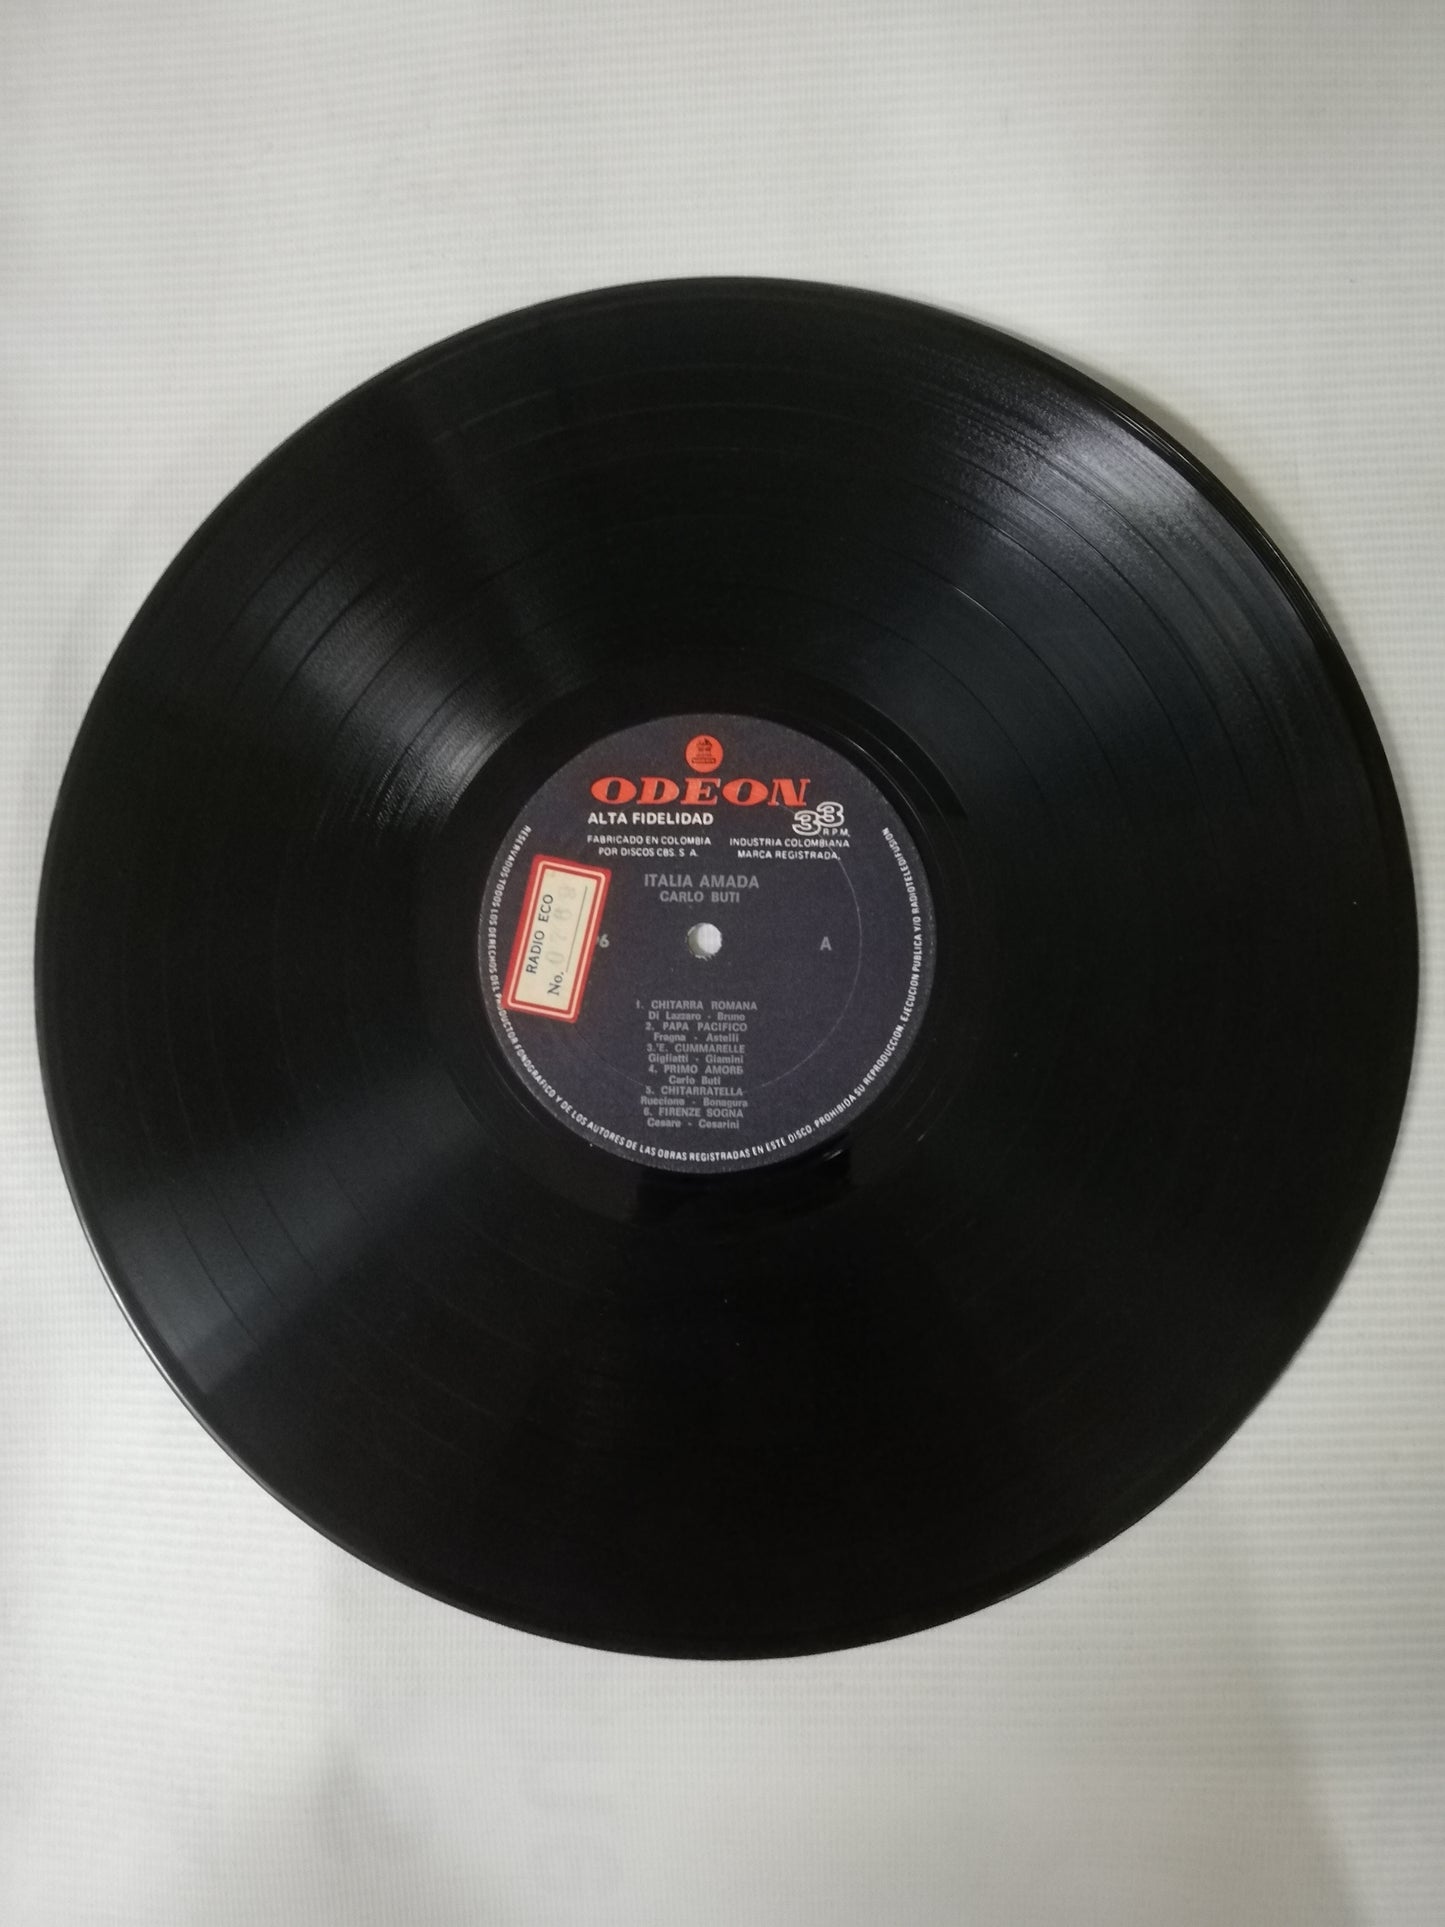 ODEON
ALTA FIDELIDAD
33
R.P.M.
FABRICADO EN COLOMBIA
POR DISCOS CBS. S. A.
INDUSTRIA COLOMBIANA
MARCA REGISTRADA.
ITALIA AMADA
CARLO BUTI
RADIO ECO
No.
6
A
1. CHITARRA ROMANA
Di Lazzaro - Bruno
2. PAPA PACIFICO
Fragna - Astelli
3.'E. CUMMARELLE
Gigliatti - Giamini
4. PRIMO AMORE
Carlo Buti
5. CHITARRATELLA
Ruccione - Bonagura
6. FIRENZE SOGNA
Cesare - Cesarini
RESERVADOS TODOS LOS DERECHOS DEL PRODUCTOR FONOGRAFICO Y DE LOS AUTORES DE LAS OBRAS REGISTRADAS EN ESTE DISCO. PROHIBIDA SU REPRODUCCION, EJECUCION PUBLICA Y/O RADIOTELEDIFUSION